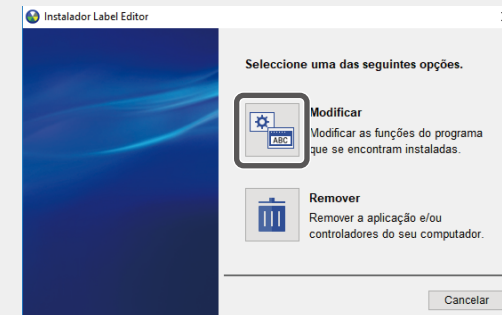 Instalador Label Editor
Seleccione uma das seguintes opções.
Modificar
Modificar as funções do programa
que se encontram instaladas.
ABC
Remover
Remover a aplicação e/ou
controladores do seu computador.
Cancelar